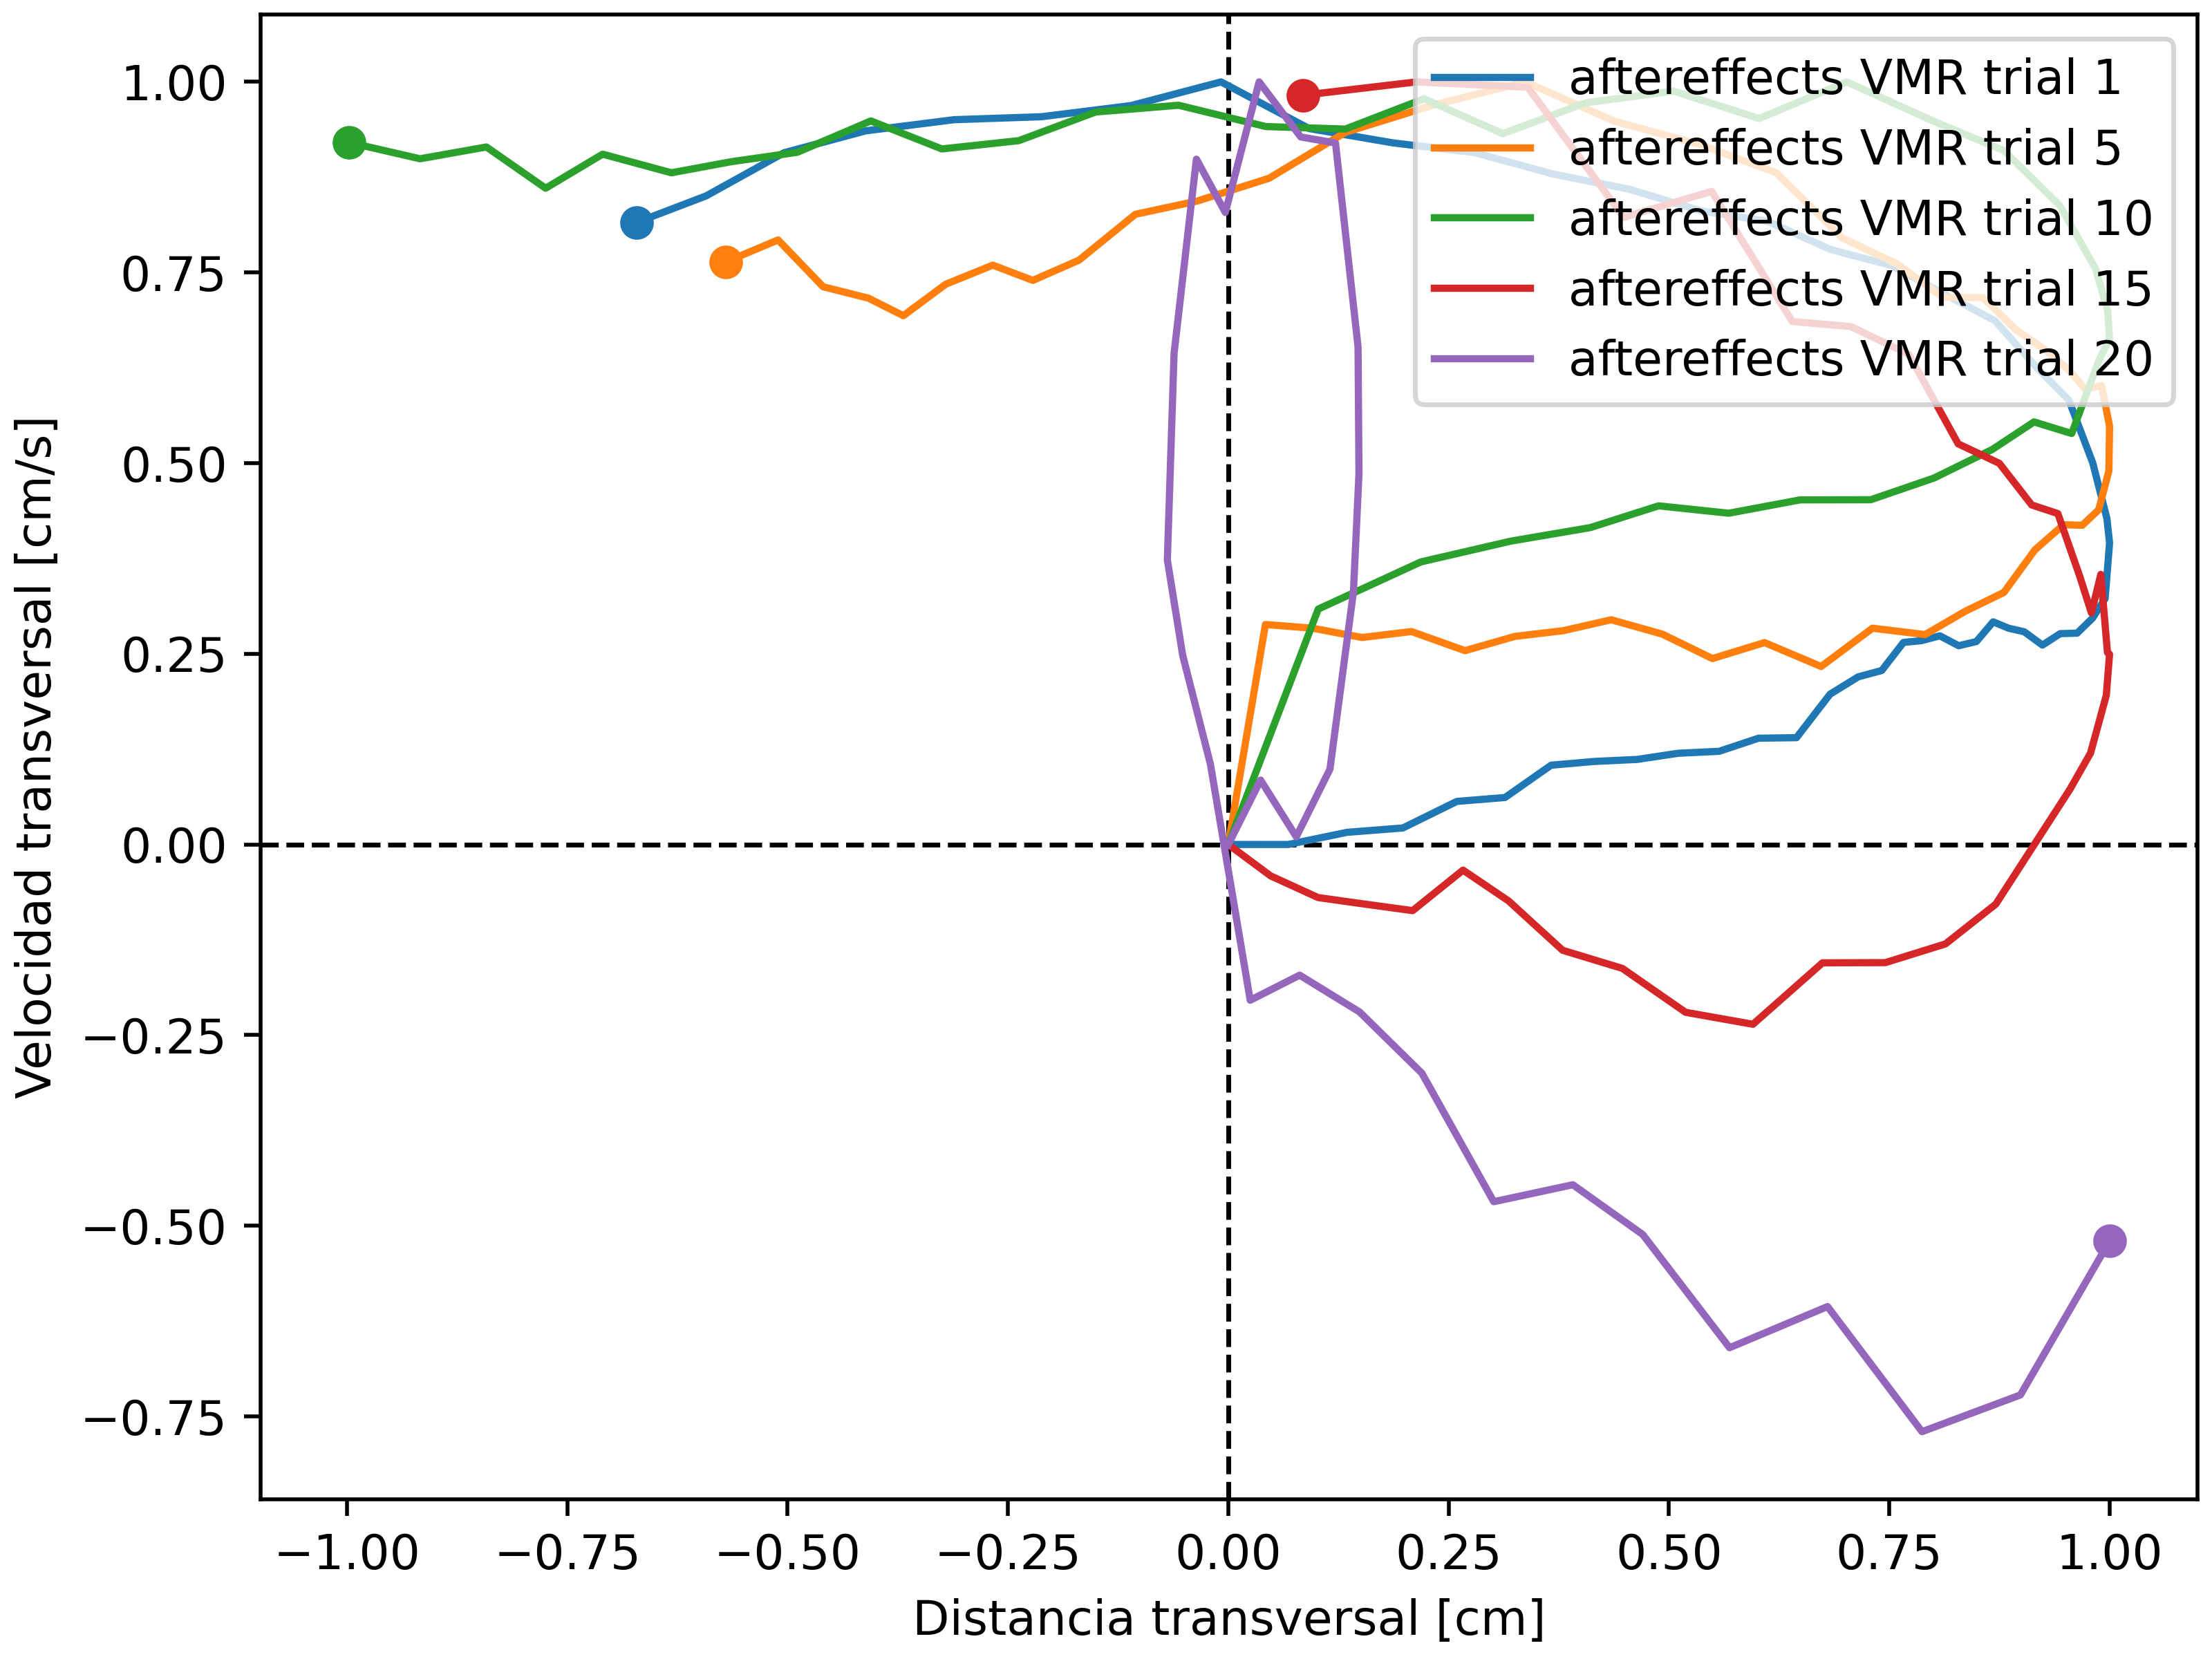 aftereffects VMR trial 1
aftereffects VMR trial 5
aftereffects VMR trial 10
aftereffects VMR trial 15
aftereffects VMR trial 20
Velocidad transversal [cm/s]
1.00
0.75
0.50
0.25
0.00
−0.25
−0.50
−0.75
−1.00 −0.75 −0.50 −0.25 0.00 0.25 0.50 0.75 1.00
Distancia transversal [cm]